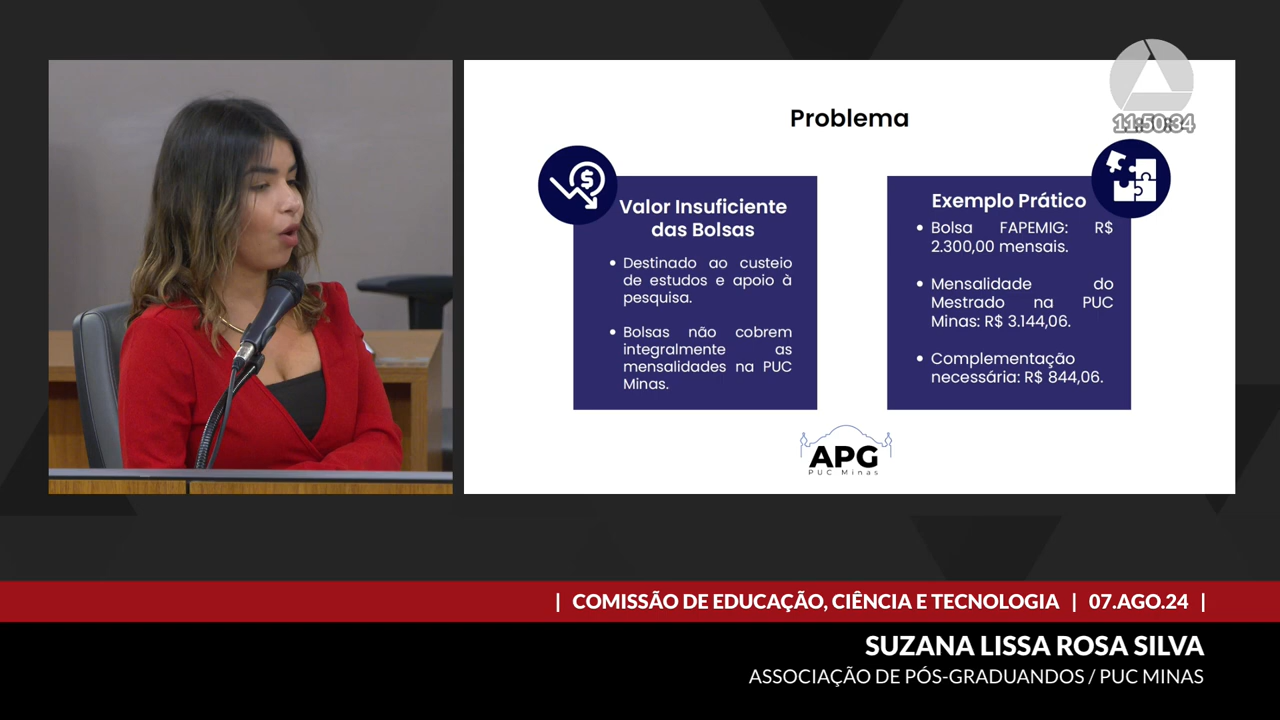 11:50:34
Problema
Valor Insuficiente
das Bolsas
• Destinado ao custeio
de estudos e apoio à
pesquisa.
• Bolsas não cobrem
integralmente as
mensalidades na PUC
Minas.
Exemplo Prático
• Bolsa FAPEMIG: R$
2.300,00 mensais.
• Mensalidade do
Mestrado na PUC
Minas: R$ 3.144,06.
• Complementação
necessária: R$ 844,06.
$
APG
PUC Minas
| COMISSÃO DE EDUCAÇÃO, CIÊNCIA E TECNOLOGIA | 07.AGO.24 |
SUZANA LISSA ROSA SILVA
ASSOCIAÇÃO DE PÓS-GRADUANDOS / PUC MINAS